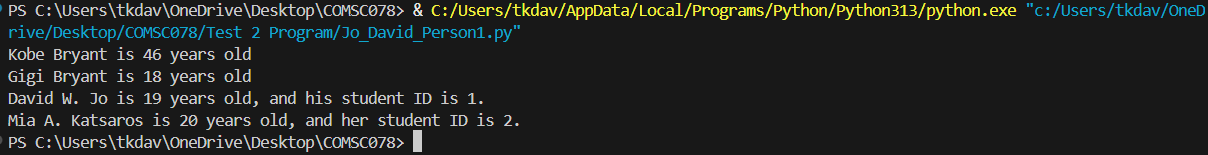 PS C:\Users\tkdav\OneDrive\Desktop\COMSC078> & C:/Users/tkdav/AppData/Local/Programs/Python/Python313/python.exe "c:/Users/tkdav/OneD
rive/Desktop/COMSC078/Test 2 Program/Jo_David_Person1.py"
Kobe Bryant is 46 years old
Gigi Bryant is 18 years old
David W. Jo is 19 years old, and his student ID is 1.
Mia A. Katsaros is 20 years old, and her student ID is 2.
PS C:\Users\tkdav\OneDrive\Desktop\COMSC078>